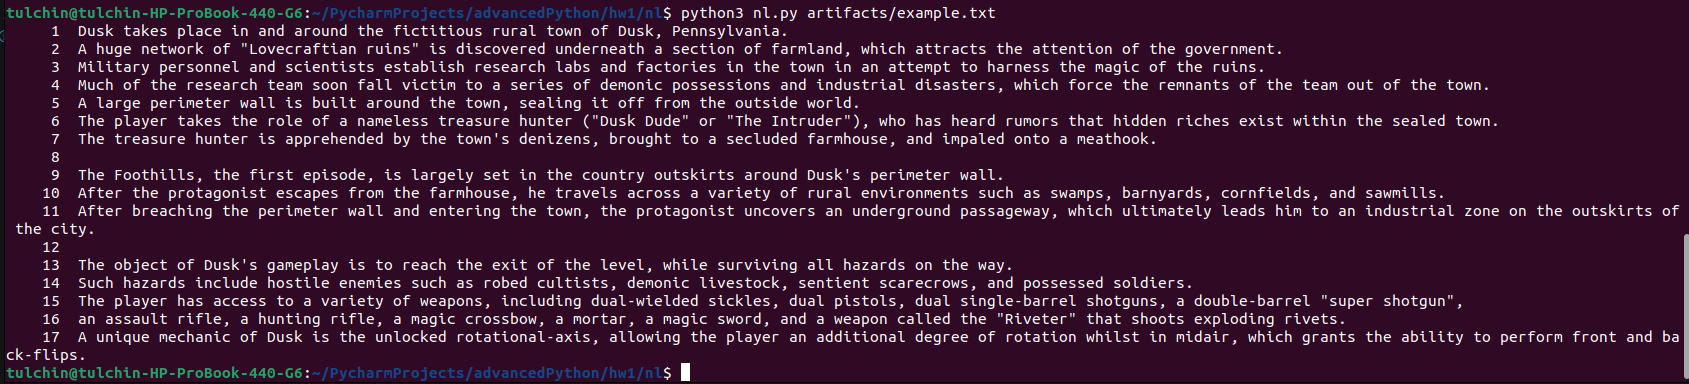 tulchin@tulchin-HP-ProBook-440-G6:~/PycharmProjects/advancedPython/hw1/nl$ python3 nl.py artifacts/example.txt
     1  Dusk takes place in and around the fictitious rural town of Dusk, Pennsylvania.
     2  A huge network of "Lovecraftian ruins" is discovered underneath a section of farmland, which attracts the attention of the government.
     3  Military personnel and scientists establish research labs and factories in the town in an attempt to harness the magic of the ruins.
     4  Much of the research team soon fall victim to a series of demonic possessions and industrial disasters, which force the remnants of the team out of the town.
     5  A large perimeter wall is built around the town, sealing it off from the outside world.
     6  The player takes the role of a nameless treasure hunter ("Dusk Dude" or "The Intruder"), who has heard rumors that hidden riches exist within the sealed town.
     7  The treasure hunter is apprehended by the town's denizens, brought to a secluded farmhouse, and impaled onto a meathook.
     8
     9  The Foothills, the first episode, is largely set in the country outskirts around Dusk's perimeter wall.
    10  After the protagonist escapes from the farmhouse, he travels across a variety of rural environments such as swamps, barnyards, cornfields, and sawmills.
    11  After breaching the perimeter wall and entering the town, the protagonist uncovers an underground passageway, which ultimately leads him to an industrial zone on the outskirts of
 the city.
    12
    13  The object of Dusk's gameplay is to reach the exit of the level, while surviving all hazards on the way.
    14  Such hazards include hostile enemies such as robed cultists, demonic livestock, sentient scarecrows, and possessed soldiers.
    15  The player has access to a variety of weapons, including dual-wielded sickles, dual pistols, dual single-barrel shotguns, a double-barrel "super shotgun",
    16  an assault rifle, a hunting rifle, a magic crossbow, a mortar, a magic sword, and a weapon called the "Riveter" that shoots exploding rivets.
    17  A unique mechanic of Dusk is the unlocked rotational-axis, allowing the player an additional degree of rotation whilst in midair, which grants the ability to perform front and ba
ck-flips.
tulchin@tulchin-HP-ProBook-440-G6:~/PycharmProjects/advancedPython/hw1/nl$